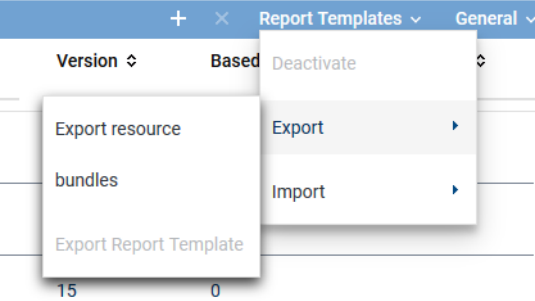 Report Templates
General
Version
Based
Deactivate
Export resource
bundles
Export
Import
Export Report Template
15
0